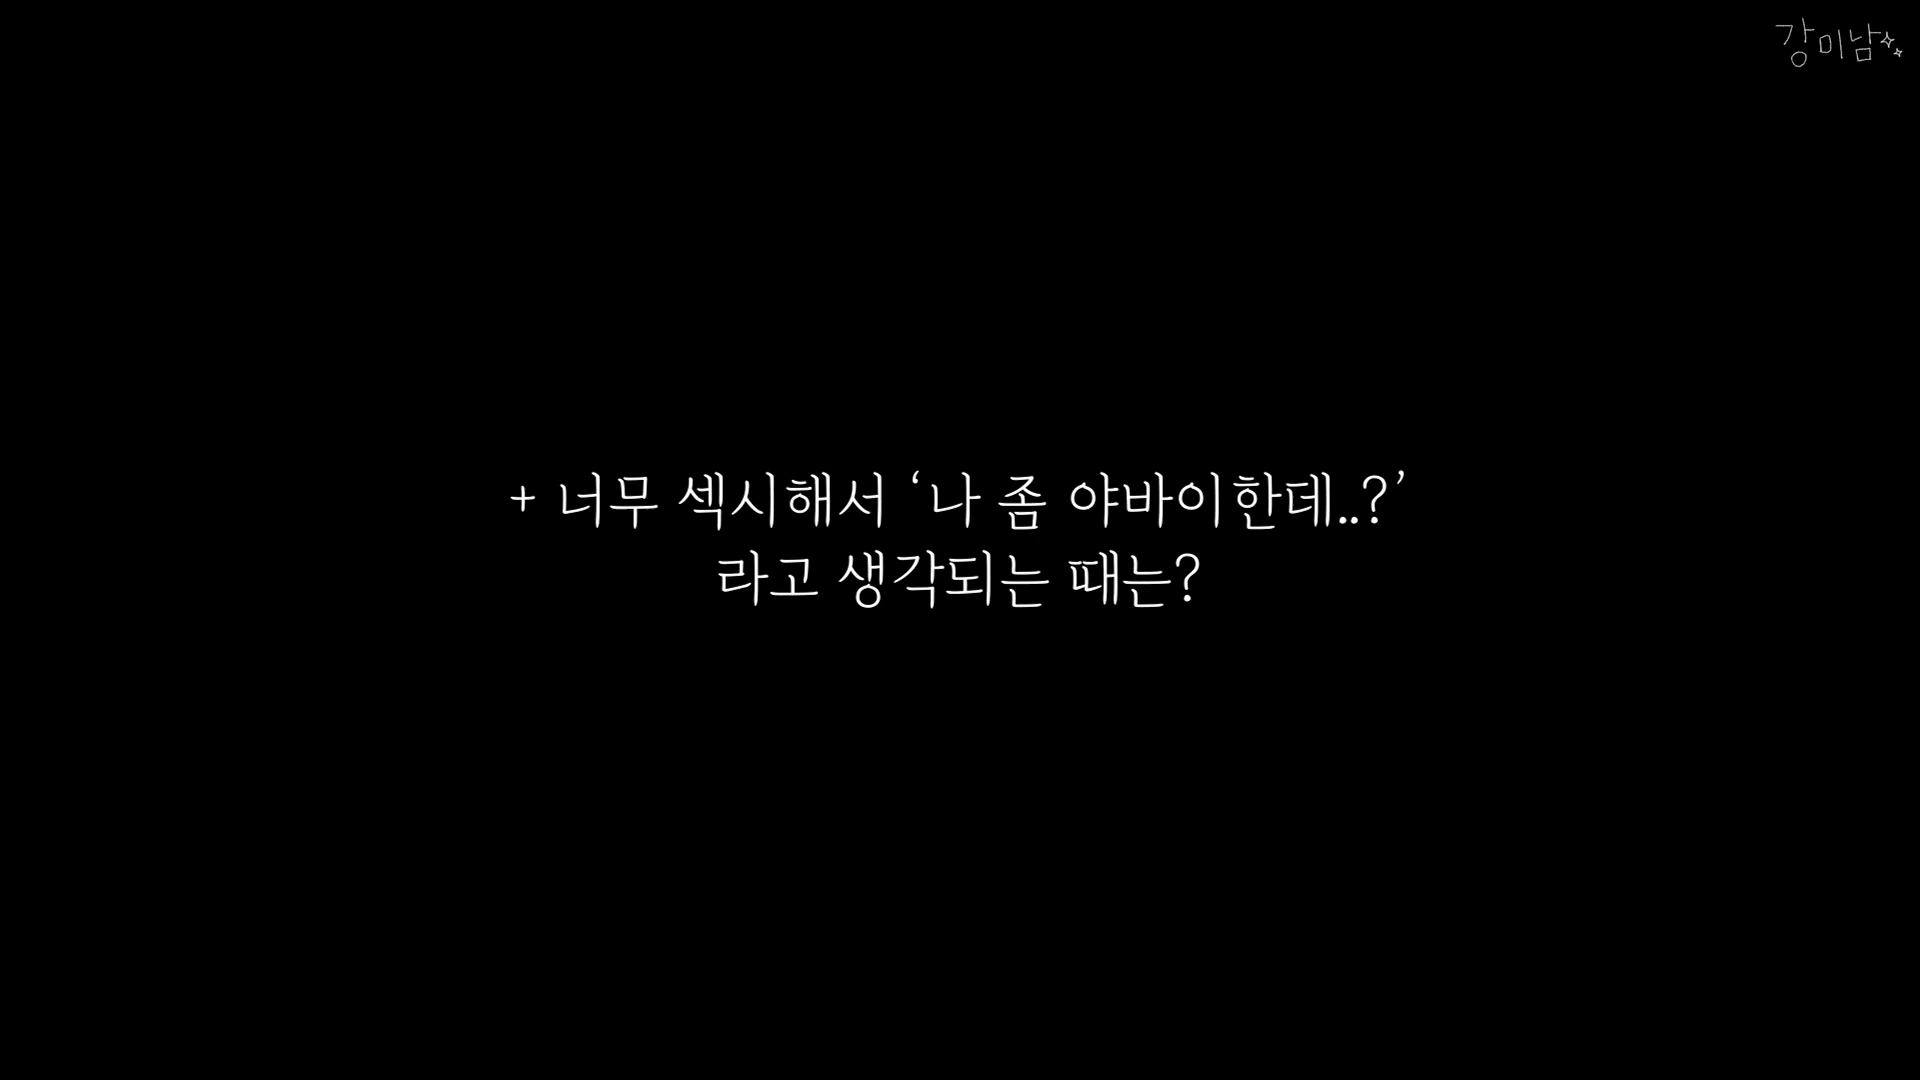 강미남
+ 너무 섹시해서 ‘나 좀 야바이한데..?’
라고 생각되는 때는?